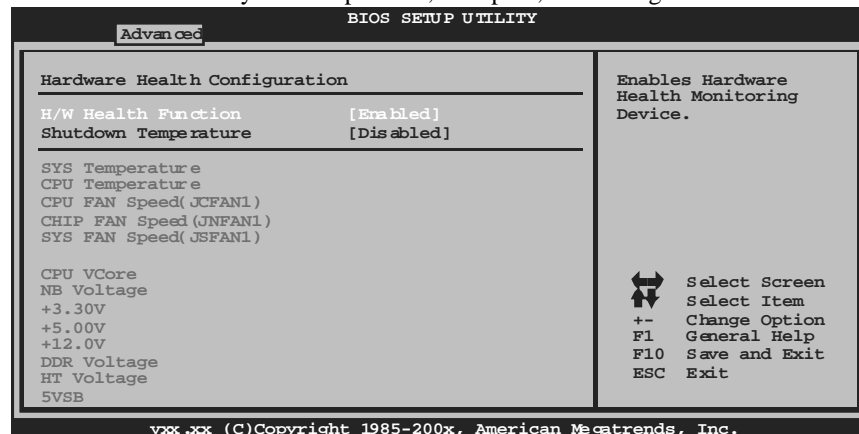 BIOS SETUP UTILITY
Advanced
Hardware Health Configuration
H/W Health Function [Enabled]
Shutdown Temperature [Disabled]
SYS Temperature
CPU Temperature
CPU FAN Speed(JCFAN1)
CHIP FAN Speed(JNFAN1)
SYS FAN Speed(JSFAN1)
CPU VCore
NB Voltage
+3.30V
+5.00V
+12.0V
DDR Voltage
HT Voltage
5VSB
Enables Hardware
Health Monitoring
Device.
Select Screen
Select Item
+- Change Option
F1 General Help
F10 Save and Exit
ESC Exit
vxx.xx (C)Copyright 1985-200x, American Megatrends, Inc.